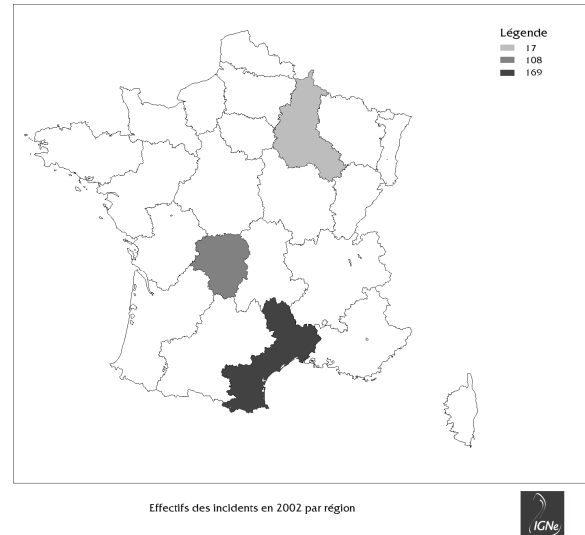 Légende
17
108
169
Effectifs des incidents en 2002 par région
IGNe